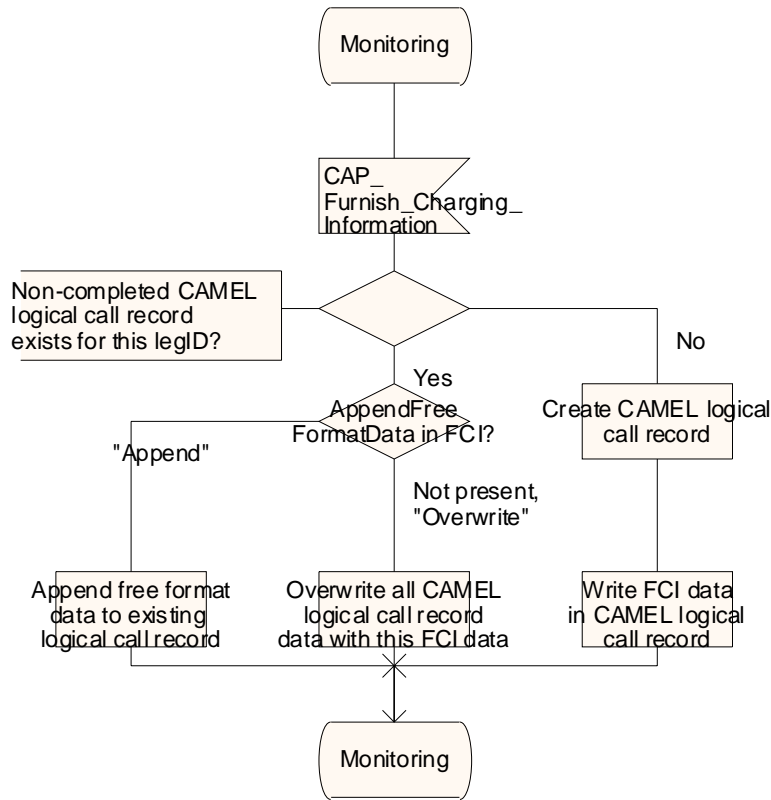 Monitoring
CAP_
Furnish_Charging_
Information
Non-completed CAMEL
logical call record
exists for this legID?
No
Yes
AppendFree
FormatData in FCI?
Create CAMEL logical
call record
"Append"
Not present,
"Overwrite"
Append free format
data to existing
logical call record
Overwrite all CAMEL
logical call record
data with this FCI data
Write FCI data
in CAMEL logical
call record
Monitoring